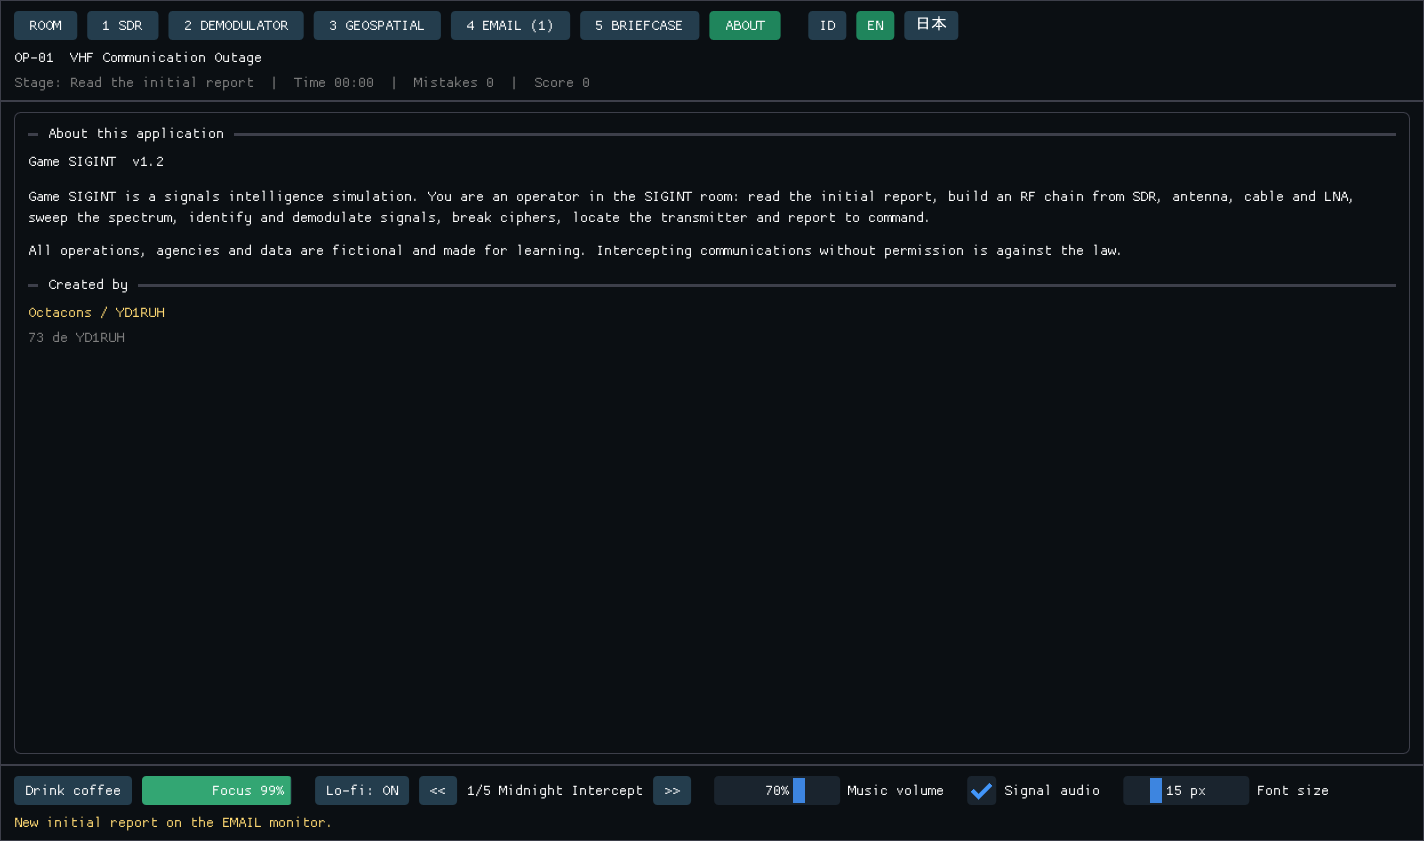 ROOM 1 SDR 2 DEMODULATOR 3 GEOSPATIAL 4 EMAIL (1) 5 BRIEFCASE ABOUT ID EN 日本
OP-01 VHF Communication Outage
Stage: Read the initial report | Time 00:00 | Mistakes 0 | Score 0
About this application
Game SIGINT v1.2
Game SIGINT is a signals intelligence simulation. You are an operator in the SIGINT room: read the initial report, build an RF chain from SDR, antenna, cable and LNA,
sweep the spectrum, identify and demodulate signals, break ciphers, locate the transmitter and report to command.
All operations, agencies and data are fictional and made for learning. Intercepting communications without permission is against the law.
Created by
Octacons / YD1RUH
73 de YD1RUH
Drink coffee Focus 99% Lo-fi: ON << 1/5 Midnight Intercept >> 70% Music volume Signal audio 15 px Font size
New initial report on the EMAIL monitor.